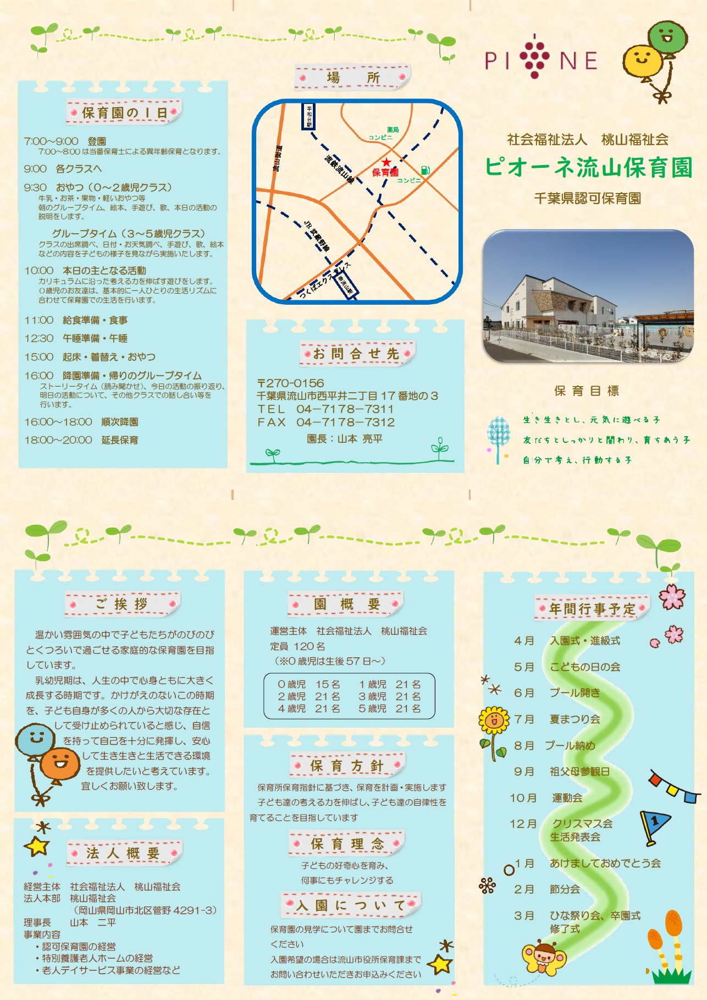 保育園の1日
7:00～9:00 登園
7:00～8:00は当番保育士による異年齢保育となります。
9:00 各クラスへ
9:30 おやつ（0～2歳児クラス）
牛乳・お茶・果物・軽いおやつ等
朝のグループタイム、絵本、手遊び、歌、本日の活動の
説明をします。
グループタイム（3～5歳児クラス）
クラスの出席調べ、日付・お天気調べ、手遊び、歌、絵本
などの内容を子どもの様子を見ながら実施いたします。
10:00 本日の主となる活動
カリキュラムに沿った考える力を伸ばす遊びをします。
0歳児のお友達は、基本的に一人ひとりの生活リズムに
合わせて保育園での生活を行います。
11:00 給食準備・食事
12:30 午睡準備・午睡
15:00 起床・着替え・おやつ
16:00 降園準備・帰りのグループタイム
ストーリータイム（読み聞かせ）、今日の活動の振り返り、
明日の活動について、その他クラスでの話し合い等を
行います。
16:00～18:00 順次降園
18:00～20:00 延長保育
場 所
平和台駅
流山街道
流鉄流山線
薬局
コンビニ
保育園
コンビニ
JR武蔵野線
つくばエクスプレス
南流山駅
お問合せ先
〒270-0156
千葉県流山市西平井二丁目17番地の3
TEL 04－7178－7311
FAX 04－7178－7312
園長：山本 亮平
PIONE
社会福祉法人 桃山福祉会
ピオーネ流山保育園
千葉県認可保育園
保育目標
生き生きとし、元気に遊べる子
友だちとしっかりと関わり、育ちあう子
自分で考え、行動する子
ご挨拶
温かい雰囲気の中で子どもたちがのびのび
とくつろいで過ごせる家庭的な保育園を目指
しています。
乳幼児期は、人生の中で心身ともに大きく
成長する時期です。かけがえのないこの時期
を、子ども自身が多くの人から大切な存在と
して受け止められていると感じ、自信
を持って自己を十分に発揮し、安心
して生き生きと生活できる環境
を提供したいと考えています。
宜しくお願い致します。
法人概要
経営主体 社会福祉法人 桃山福祉会
法人本部 桃山福祉会
（岡山県岡山市北区菅野4291-3）
理事長 山本 二平
事業内容
・認可保育園の経営
・特別養護老人ホームの経営
・老人デイサービス事業の経営など
園概要
運営主体 社会福祉法人 桃山福祉会
定員 120名
（※0歳児は生後57日～）
0歳児 15名 1歳児 21名
2歳児 21名 3歳児 21名
4歳児 21名 5歳児 21名
保育方針
保育所保育指針に基づき、保育を計画・実施します
子ども達の考える力を伸ばし、子ども達の自律性を
育てることを目指しています
保育理念
子どもの好奇心を育み、
何事にもチャレンジする
入園について
保育園の見学について園までお問合せ
ください
入園希望の場合は流山市役所保育課まで
お問い合わせいただきお申込みください
年間行事予定
4月 入園式・進級式
5月 こどもの日の会
6月 プール開き
7月 夏まつり会
8月 プール納め
9月 祖父母参観日
10月 運動会
12月 クリスマス会
生活発表会
1月 あけましておめでとう会
2月 節分会
3月 ひな祭り会、卒園式
修了式
1